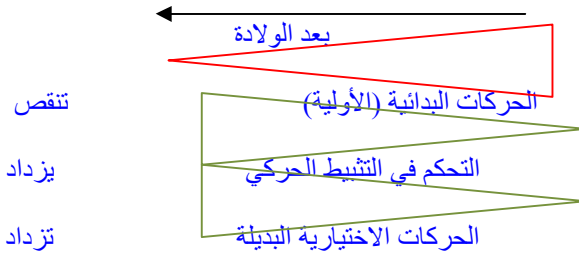 بعد الولادة
الحركات البدائية (الأولية) تنقص
التحكم في التثبيط الحركي يزداد
الحركات الاختيارية البديلة تزداد